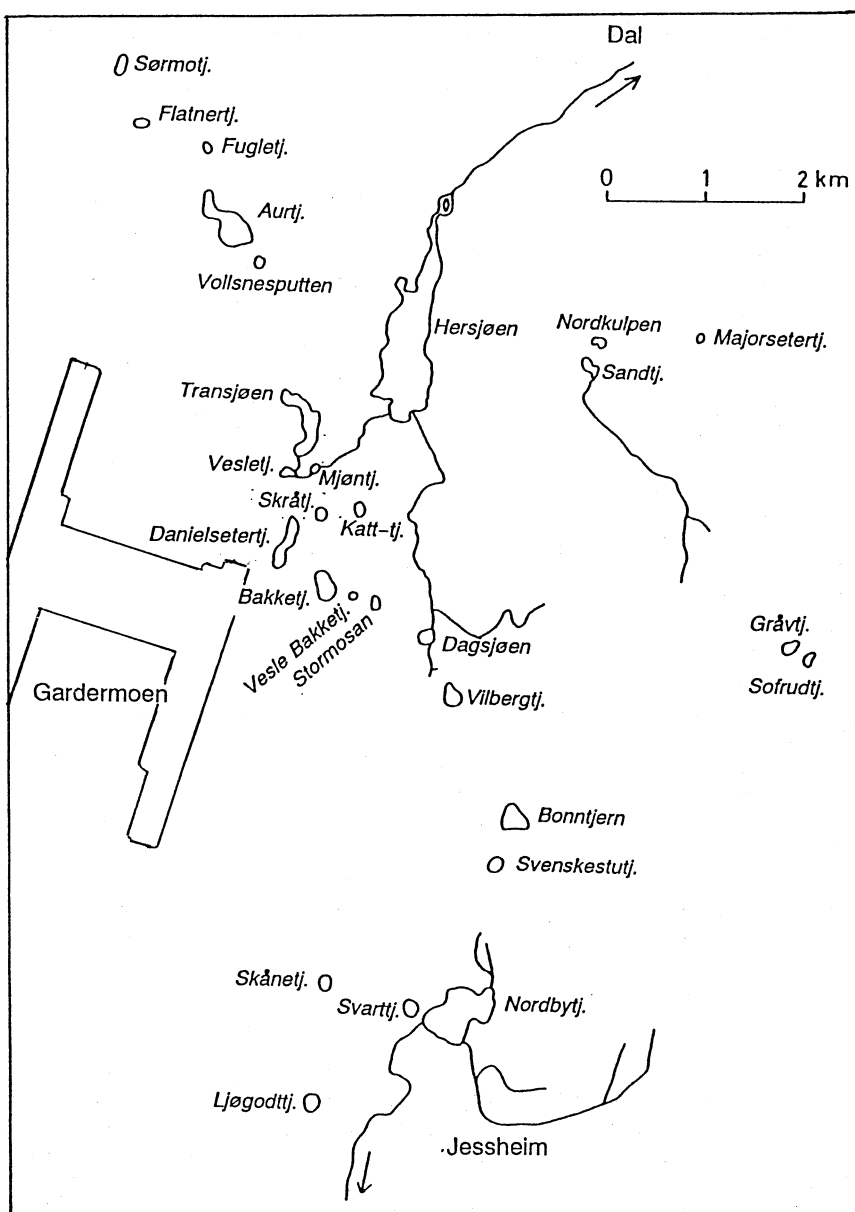 Dal
Sørmotj.
Flatnertj.
Fugletj.
0 1 2 km
Aurtj.
Vollsnesputten
Hersjøen
Nordkulpen
Majorsetertj.
Sandtj.
Transjøen
Vesletj.
Mjøntj.
Skråtj.
Katt-tj.
Danielsetertj.
Bakketj.
Vesle Bakketj.
Stormosan
Dagsjøen
Gråvtj.
Sofrudtj.
Gardermoen
Vilbergtj.
Bonntjern
Svenskestutj.
Skånetj.
Svarttj.
Nordbytj.
Ljøgodttj.
Jessheim